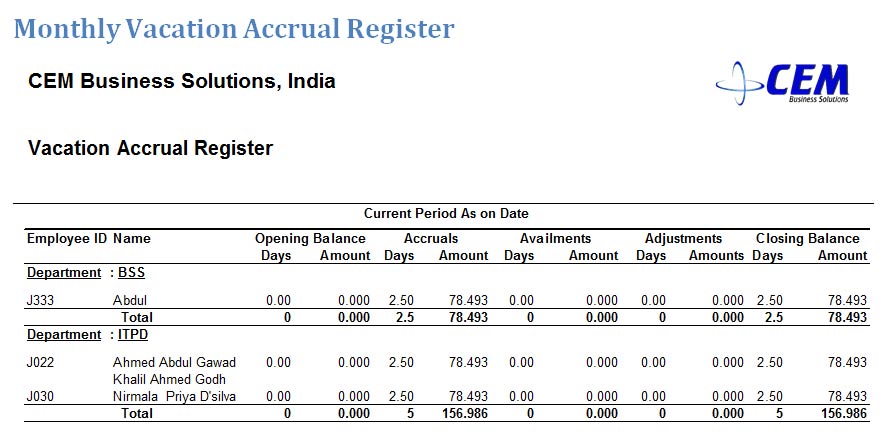 Monthly Vacation Accrual Register
CEM Business Solutions, India
CEM
Business Solutions
Vacation Accrual Register
Current Period As on Date
Employee ID Name Opening Balance Accruals Availments Adjustments Closing Balance
Days Amount Days Amount Days Amount Days Amounts Days Amount
Department : BSS
J333 Abdul 0.00 0.000 2.50 78.493 0.00 0.000 0.00 0.000 2.50 78.493
Total 0 0.000 2.5 78.493 0 0.000 0 0.000 2.5 78.493
Department : ITPD
J022 Ahmed Abdul Gawad 0.00 0.000 2.50 78.493 0.00 0.000 0.00 0.000 2.50 78.493
Khalil Ahmed Godh
J030 Nirmala Priya D'silva 0.00 0.000 2.50 78.493 0.00 0.000 0.00 0.000 2.50 78.493
Total 0 0.000 5 156.986 0 0.000 0 0.000 5 156.986